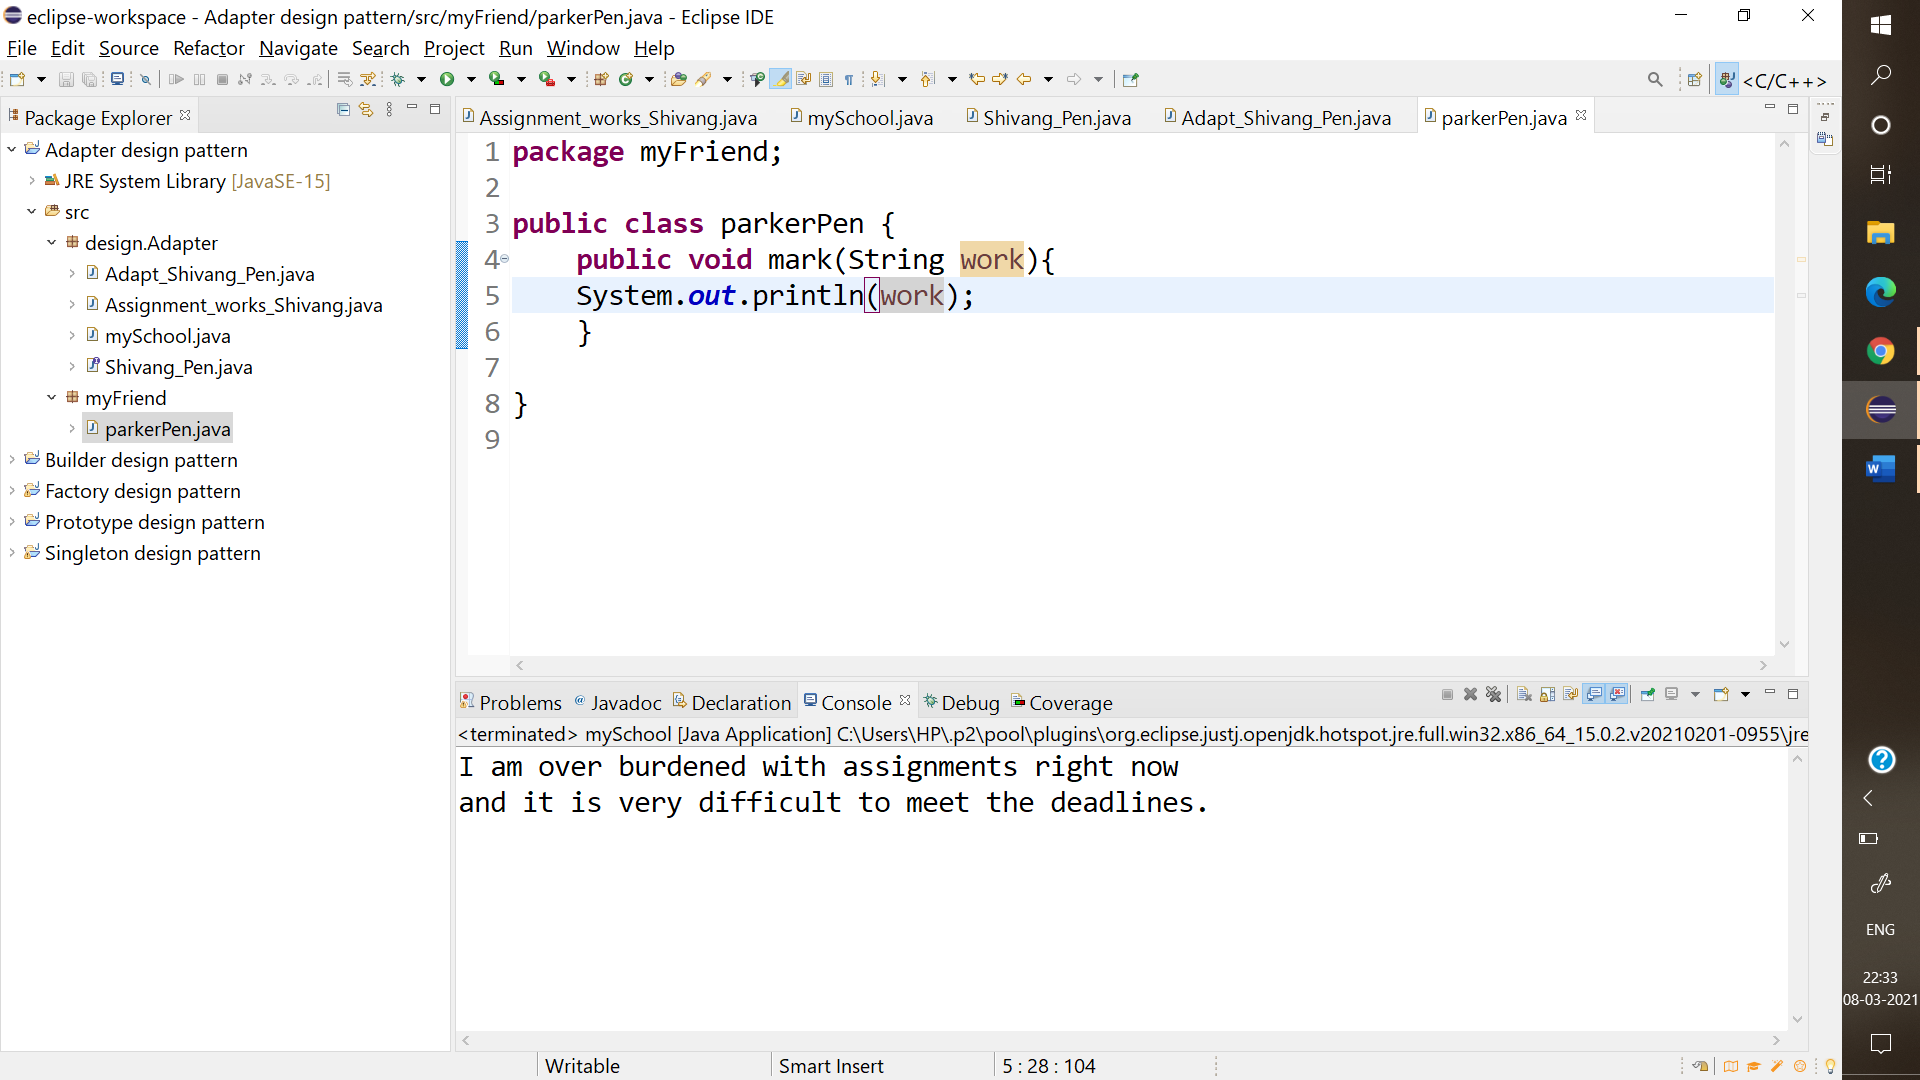 eclipse-workspace - Adapter design pattern/src/myFriend/parkerPen.java - Eclipse IDE
File Edit Source Refactor Navigate Search Project Run Window Help
<C/C++>
Package Explorer
Adapter design pattern
JRE System Library [JavaSE-15]
src
design.Adapter
Adapt_Shivang_Pen.java
Assignment_works_Shivang.java
mySchool.java
Shivang_Pen.java
myFriend
parkerPen.java
Builder design pattern
Factory design pattern
Prototype design pattern
Singleton design pattern
Assignment_works_Shivang.java mySchool.java Shivang_Pen.java Adapt_Shivang_Pen.java parkerPen.java
1 package myFriend;
2
3 public class parkerPen {
4 public void mark(String work){
5 System.out.println(work);
6 }
7
8 }
9
Problems @ Javadoc Declaration Console Debug Coverage
<terminated> mySchool [Java Application] C:\Users\HP\.p2\pool\plugins\org.eclipse.justj.openjdk.hotspot.jre.full.win32.x86_64_15.0.2.v20210201-0955\jre
I am over burdened with assignments right now
and it is very difficult to meet the deadlines.
Writable Smart Insert 5 : 28 : 104
ENG
22:33
08-03-2021